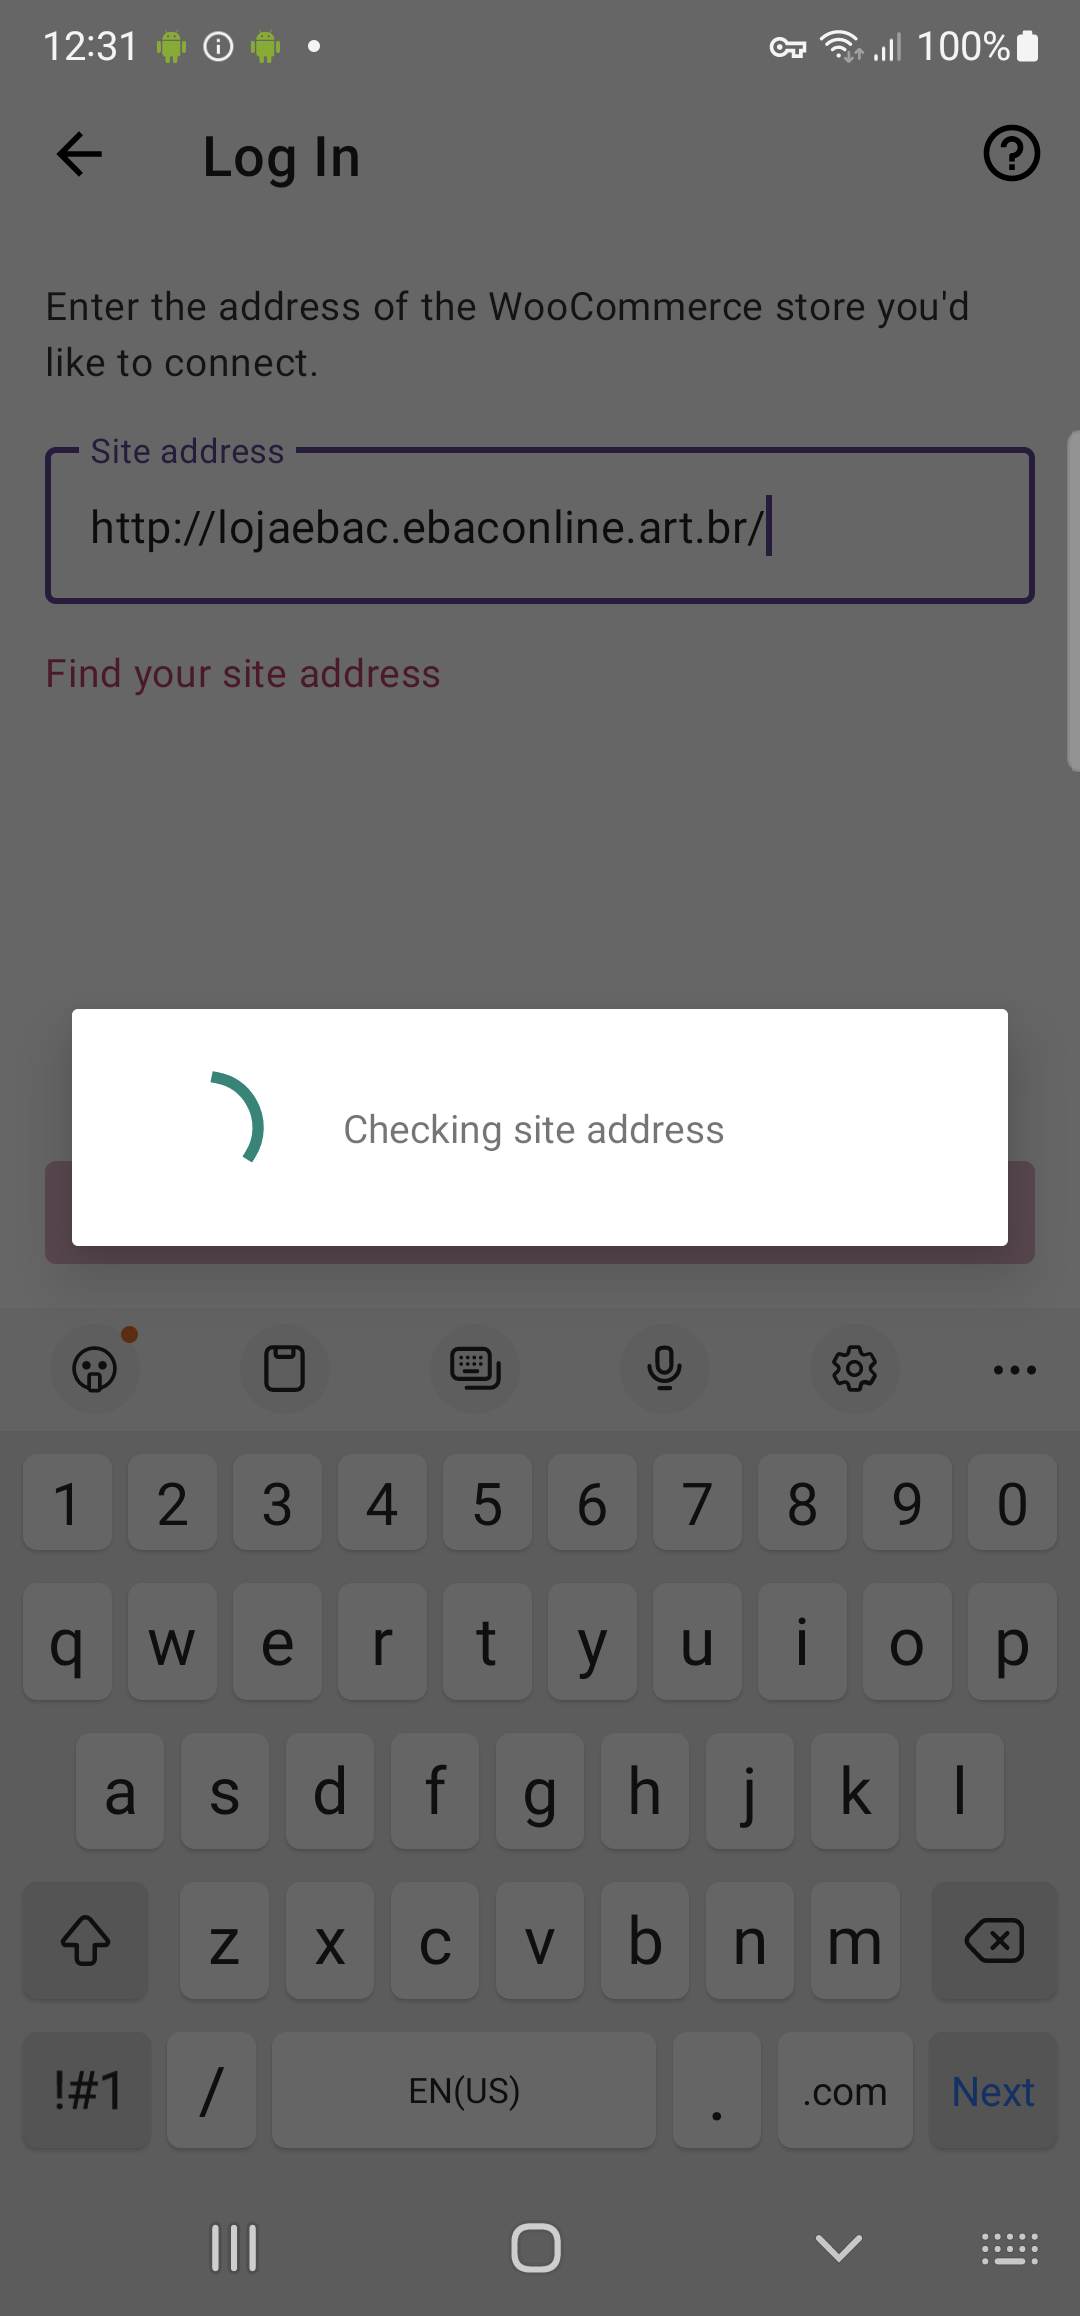 12:31
100%
Log In
Enter the address of the WooCommerce store you'd
like to connect.
Site address
http://lojaebac.ebaconline.art.br/
Find your site address
Checking site address
1 2 3 4 5 6 7 8 9 0
q w e r t y u i o p
a s d f g h j k l
z x c v b n m
!#1 / EN(US) . .com Next